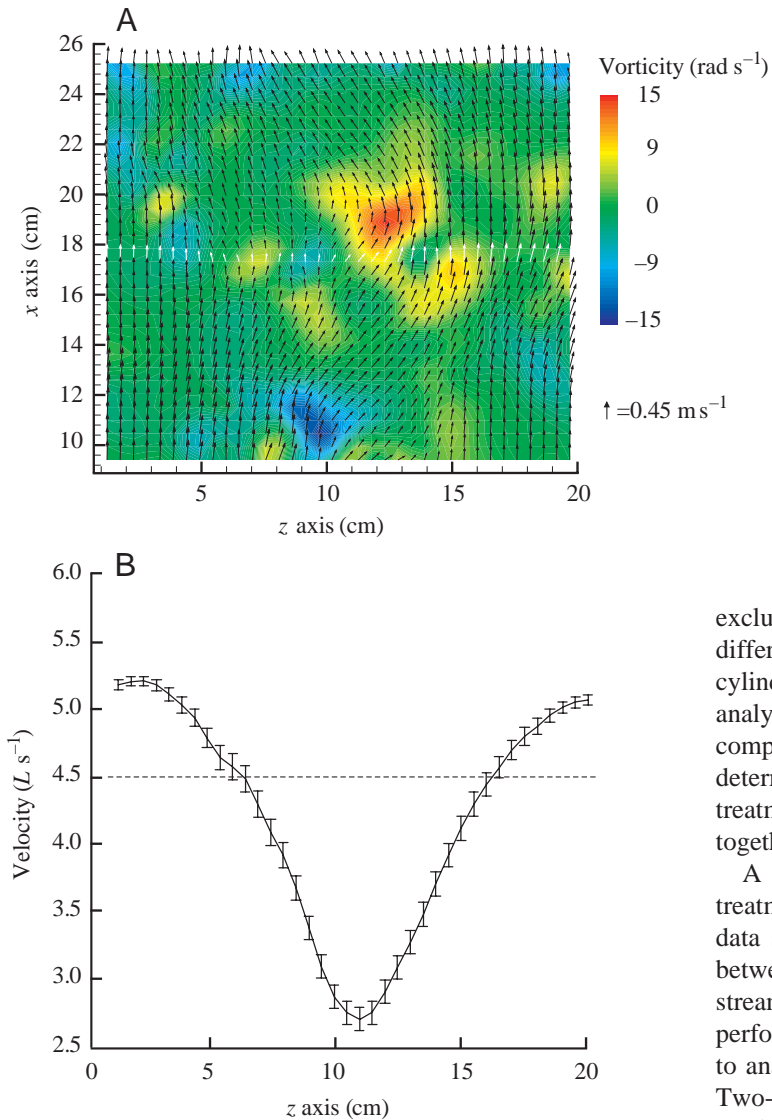 A
Vorticity (rad s⁻¹)
15
9
0
–9
–15
↑ =0.45 m s⁻¹
26
24
22
20
18
16
14
12
10
x axis (cm)
5
10
15
20
z axis (cm)
B
6.0
5.5
5.0
4.5
4.0
3.5
3.0
2.5
Velocity (L s⁻¹)
0
5
10
15
20
z axis (cm)
exclu
differ
cylind
analy
comp
deterr
treatn
togeth
A
treatn
data
betwe
strear
perfo
to ana
Two-